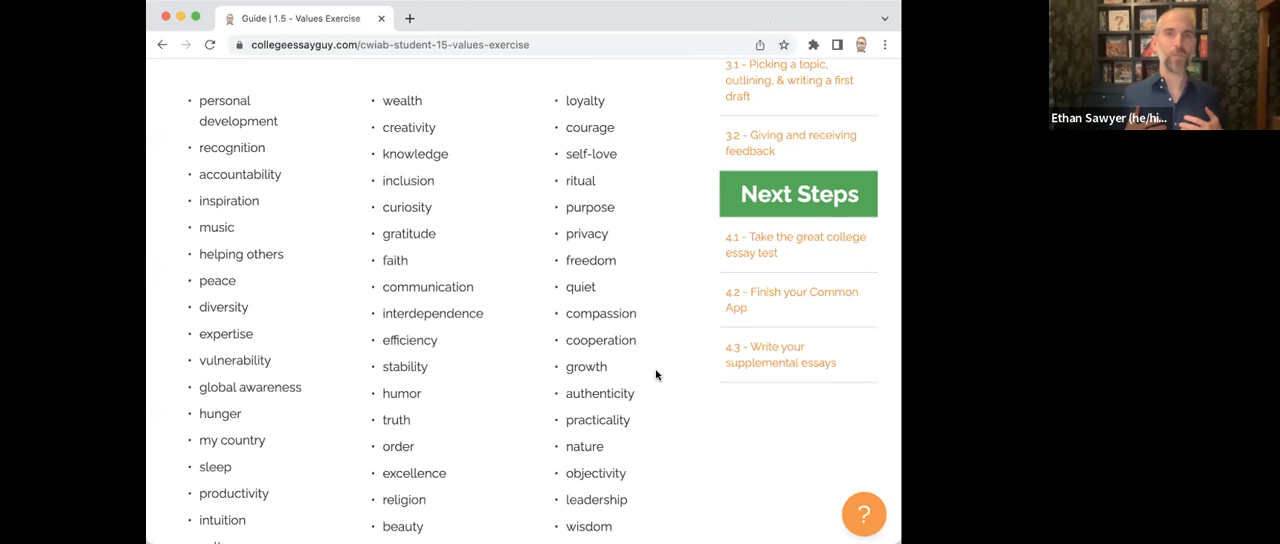 Guide | 1.5 - Values Exercise
collegeessayguy.com/cwiab-student-15-values-exercise
personal
development
recognition
accountability
inspiration
music
helping others
peace
diversity
expertise
vulnerability
global awareness
hunger
my country
sleep
productivity
intuition
wealth
creativity
knowledge
inclusion
curiosity
gratitude
faith
communication
interdependence
efficiency
stability
humor
truth
order
excellence
religion
beauty
loyalty
courage
self-love
ritual
purpose
privacy
freedom
quiet
compassion
cooperation
growth
authenticity
practicality
nature
objectivity
leadership
wisdom
3.1 - Picking a topic,
outlining, & writing a first
draft
3.2 - Giving and receiving
feedback
Next Steps
4.1 - Take the great college
essay test
4.2 - Finish your Common
App
4.3 - Write your
supplemental essays
?
Ethan Sawyer (he/hi...